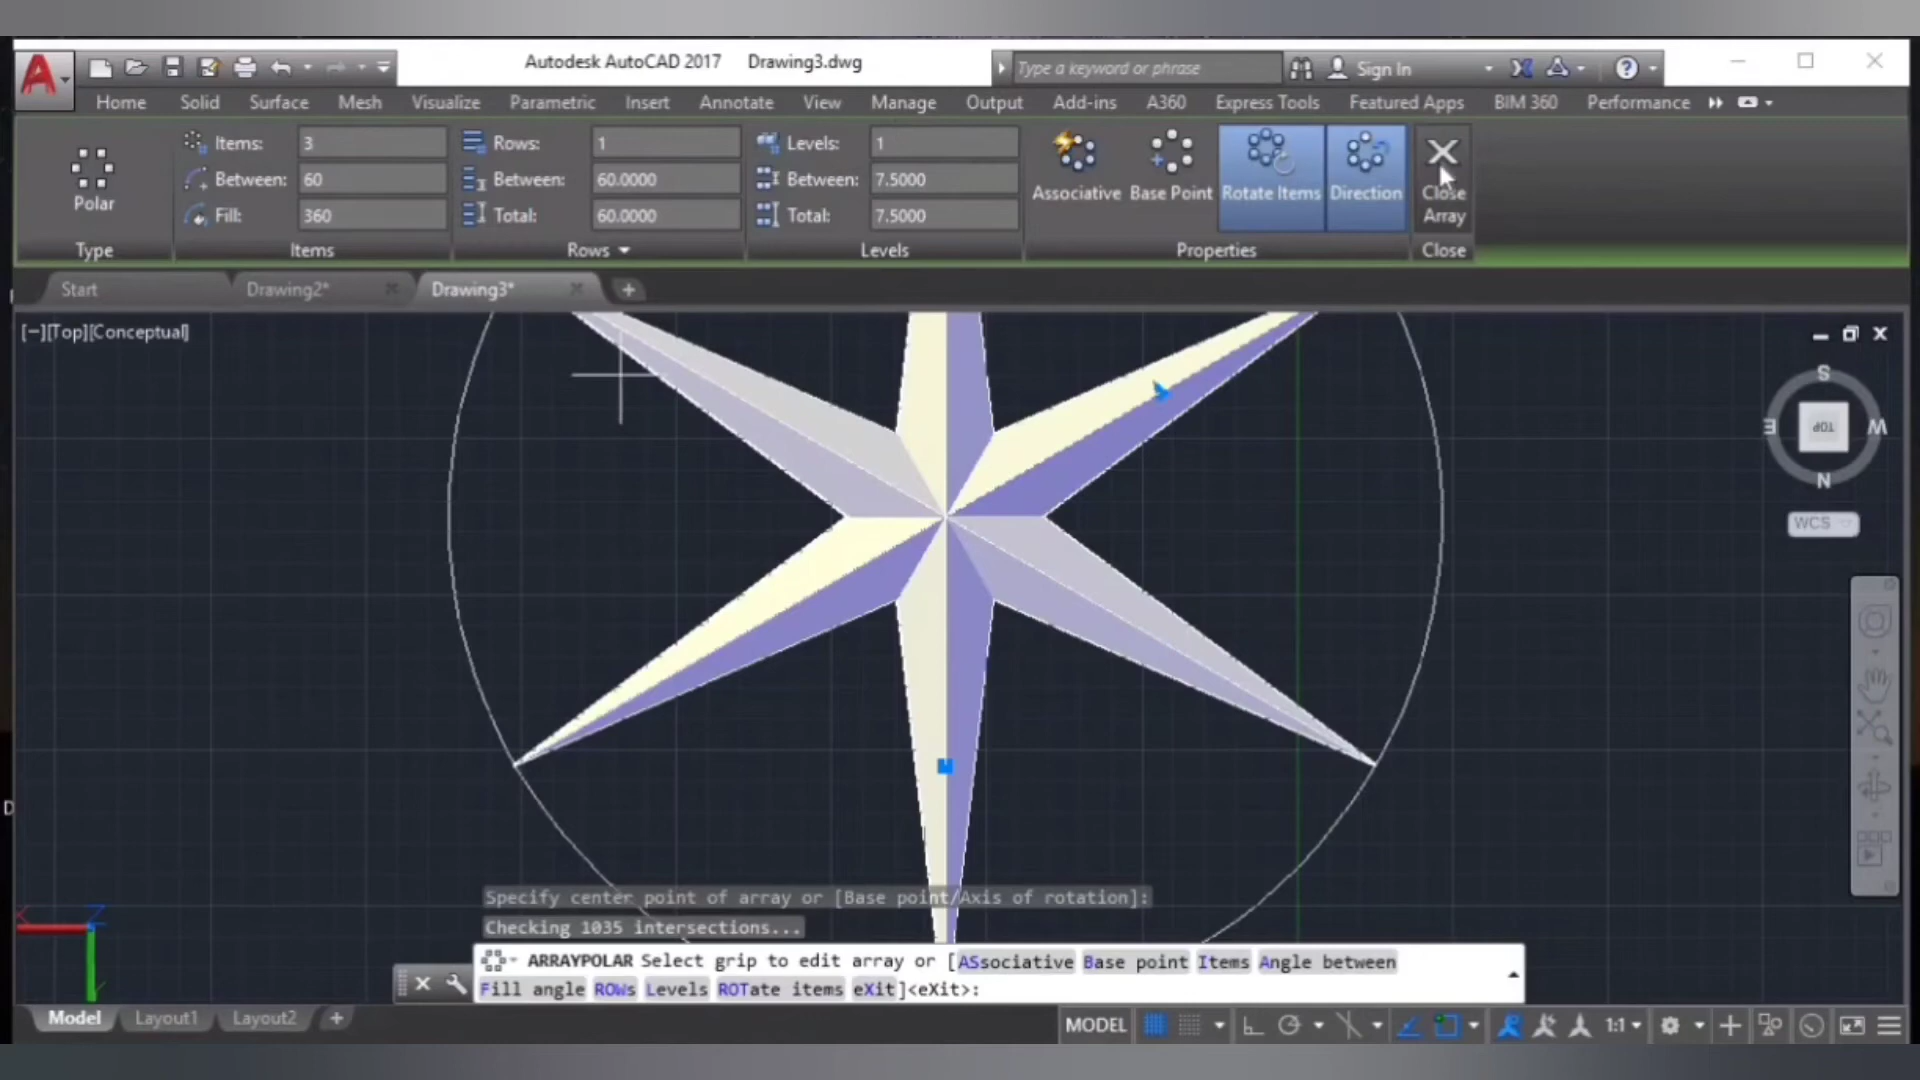 Autodesk AutoCAD 2017 Drawing3.dwg
Type a keyword or phrase
Sign In
Home Solid Surface Mesh Visualize Parametric Insert Annotate View Manage Output Add-ins A360 Express Tools Featured Apps BIM 360 Performance
Polar
Type
Items: 3
Between: 60
Fill: 360
Items
Rows: 1
Between: 60.0000
Total: 60.0000
Rows
Levels: 1
Between: 7.5000
Total: 7.5000
Levels
Associative
Base Point
Rotate Items
Direction
Properties
Close
Array
Close
Start Drawing2* Drawing3*
[−][Top][Conceptual]
S
E TOP W
N
WCS
D
X Z
Y
Specify center point of array or [Base point/Axis of rotation]:
Checking 1035 intersections...
ARRAYPOLAR Select grip to edit array or [ASsociative Base point Items Angle between
Fill angle ROWs Levels ROTate items eXit]<eXit>:
Model Layout1 Layout2 +
MODEL 1:1